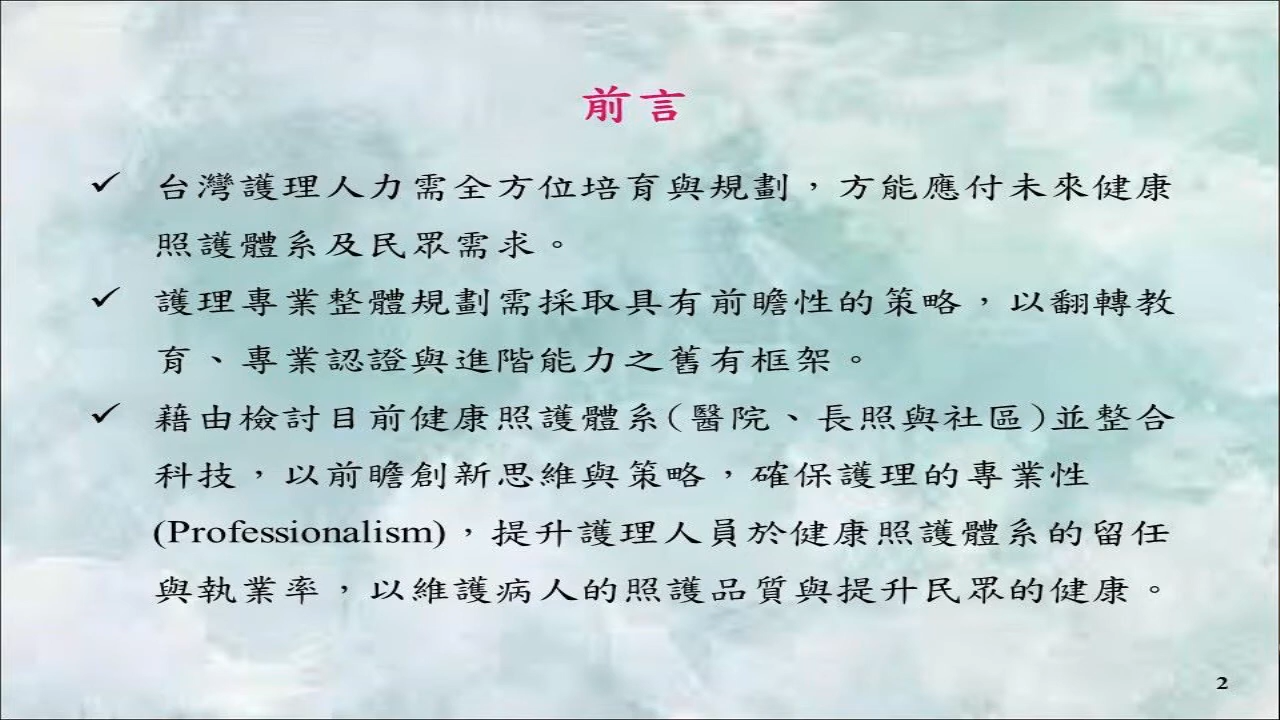 前言
✓ 台灣護理人力需全方位培育與規劃，方能應付未來健康
照護體系及民眾需求。
✓ 護理專業整體規劃需採取具有前瞻性的策略，以翻轉教
育、專業認證與進階能力之舊有框架。
✓ 藉由檢討目前健康照護體系(醫院、長照與社區)並整合
科技，以前瞻創新思維與策略，確保護理的專業性
(Professionalism)，提升護理人員於健康照護體系的留任
與執業率，以維護病人的照護品質與提升民眾的健康。
2